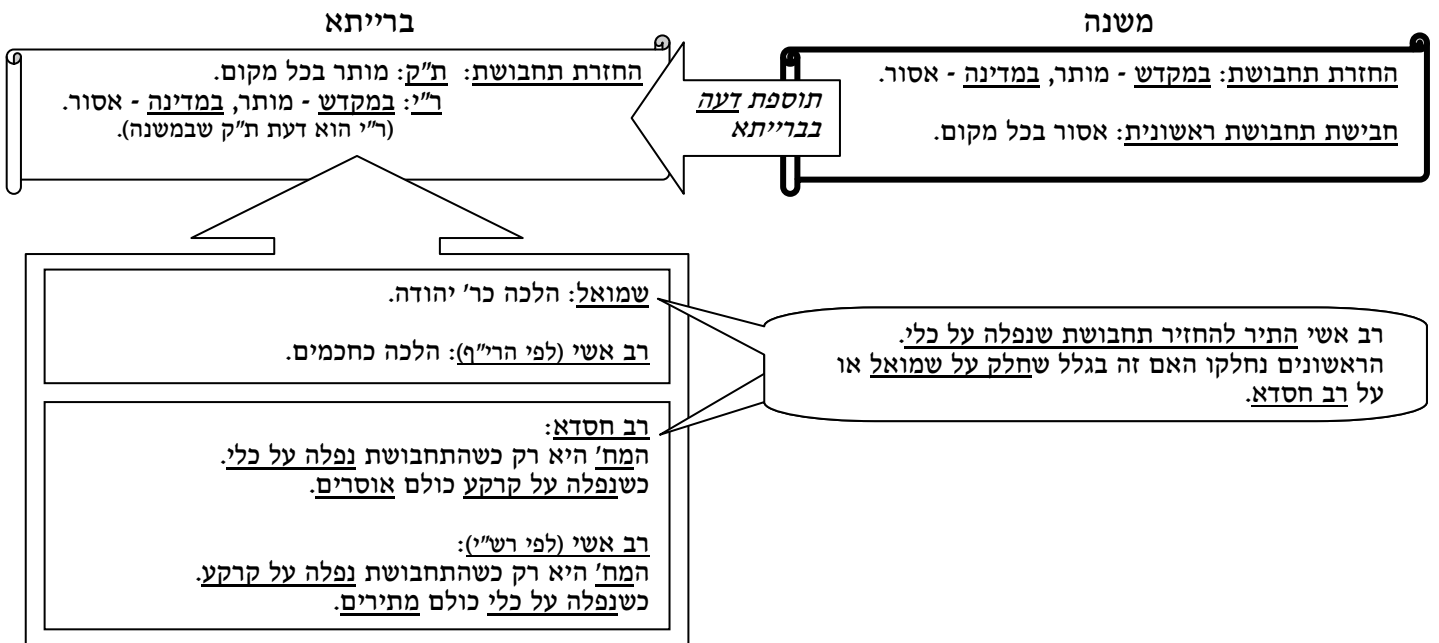 משנה
החזרת תחבושת: במקדש - מותר, במדינה - אסור.
חבישת תחבושת ראשונית: אסור בכל מקום.
תוספת דעה
בברייתא
ברייתא
החזרת תחבושת: ת"ק: מותר בכל מקום.
ר"י: במקדש - מותר, במדינה - אסור.
(ר"י הוא דעת ת"ק שבמשנה).
שמואל: הלכה כר' יהודה.
רב אשי (לפי הרי"ף): הלכה כחכמים.
רב אשי התיר להחזיר תחבושת שנפלה על כלי.
הראשונים נחלקו האם זה בגלל שחלק על שמואל או
על רב חסדא.
רב חסדא:
המח' היא רק כשהתחבושת נפלה על כלי.
כשנפלה על קרקע כולם אוסרים.
רב אשי (לפי רש"י):
המח' היא רק כשהתחבושת נפלה על קרקע.
כשנפלה על כלי כולם מתירים.